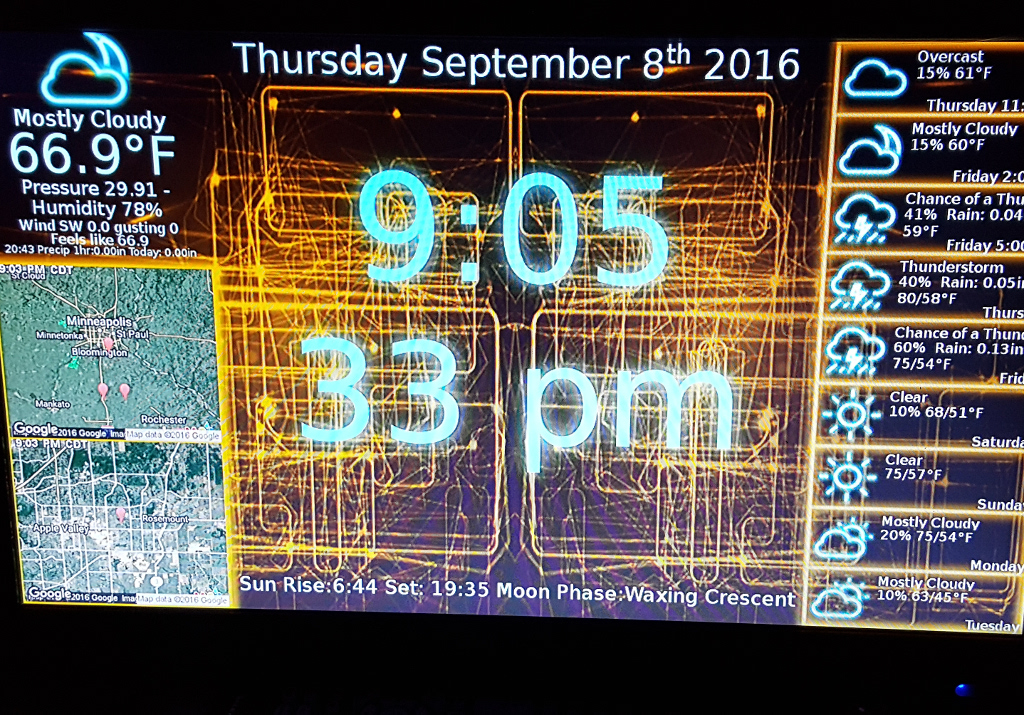 Thursday September 8th 2016
Mostly Cloudy
66.9°F
Pressure 29.91 -
Humidity 78%
Wind SW 0.0 gusting 0
Feels like 66.9
20:43 Precip 1hr:0.00in Today: 0.00in
9:03 PM CDT
St Cloud
Minneapolis
Minnetonka
St Paul
Bloomington
Mankato
Rochester
Google
2016 Google Ima
Map data ©2016 Google
9:03 PM CDT
Apple Valley
Rosemount
Google
2016 Google Ima
Map data ©2016 Google
9:05
33 pm
Sun Rise:6:44 Set: 19:35 Moon Phase:Waxing Crescent
Overcast
15% 61°F
Thursday 11:
Mostly Cloudy
15% 60°F
Friday 2:0
Chance of a Thu
41% Rain: 0.04
59°F
Friday 5:00
Thunderstorm
40% Rain: 0.05in
80/58°F
Thurs
Chance of a Thun
60% Rain: 0.13in
75/54°F
Frid
Clear
10% 68/51°F
Saturda
Clear
75/57°F
Sunda
Mostly Cloudy
20% 75/54°F
Monday
Mostly Cloudy
10% 63/45°F
Tuesday